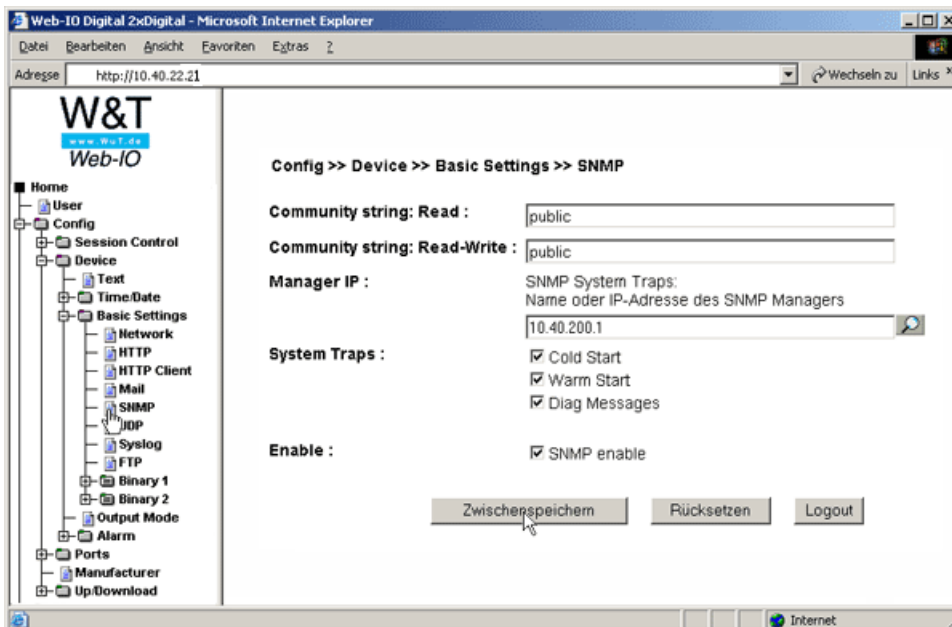 Web-IO Digital 2xDigital - Microsoft Internet Explorer
Datei Bearbeiten Ansicht Favoriten Extras ?
Adresse http://10.40.22.21 Wechseln zu Links
W&T
www.WuT.de
Web-IO
Home
User
Config
Session Control
Device
Text
Time/Date
Basic Settings
Network
HTTP
HTTP Client
Mail
SNMP
UDP
Syslog
FTP
Binary 1
Binary 2
Output Mode
Alarm
Ports
Manufacturer
Up/Download
Config >> Device >> Basic Settings >> SNMP
Community string: Read : public
Community string: Read-Write : public
Manager IP : SNMP System Traps:
Name oder IP-Adresse des SNMP Managers
10.40.200.1
System Traps : Cold Start
Warm Start
Diag Messages
Enable : SNMP enable
Zwischenspeichern Rücksetzen Logout
Internet